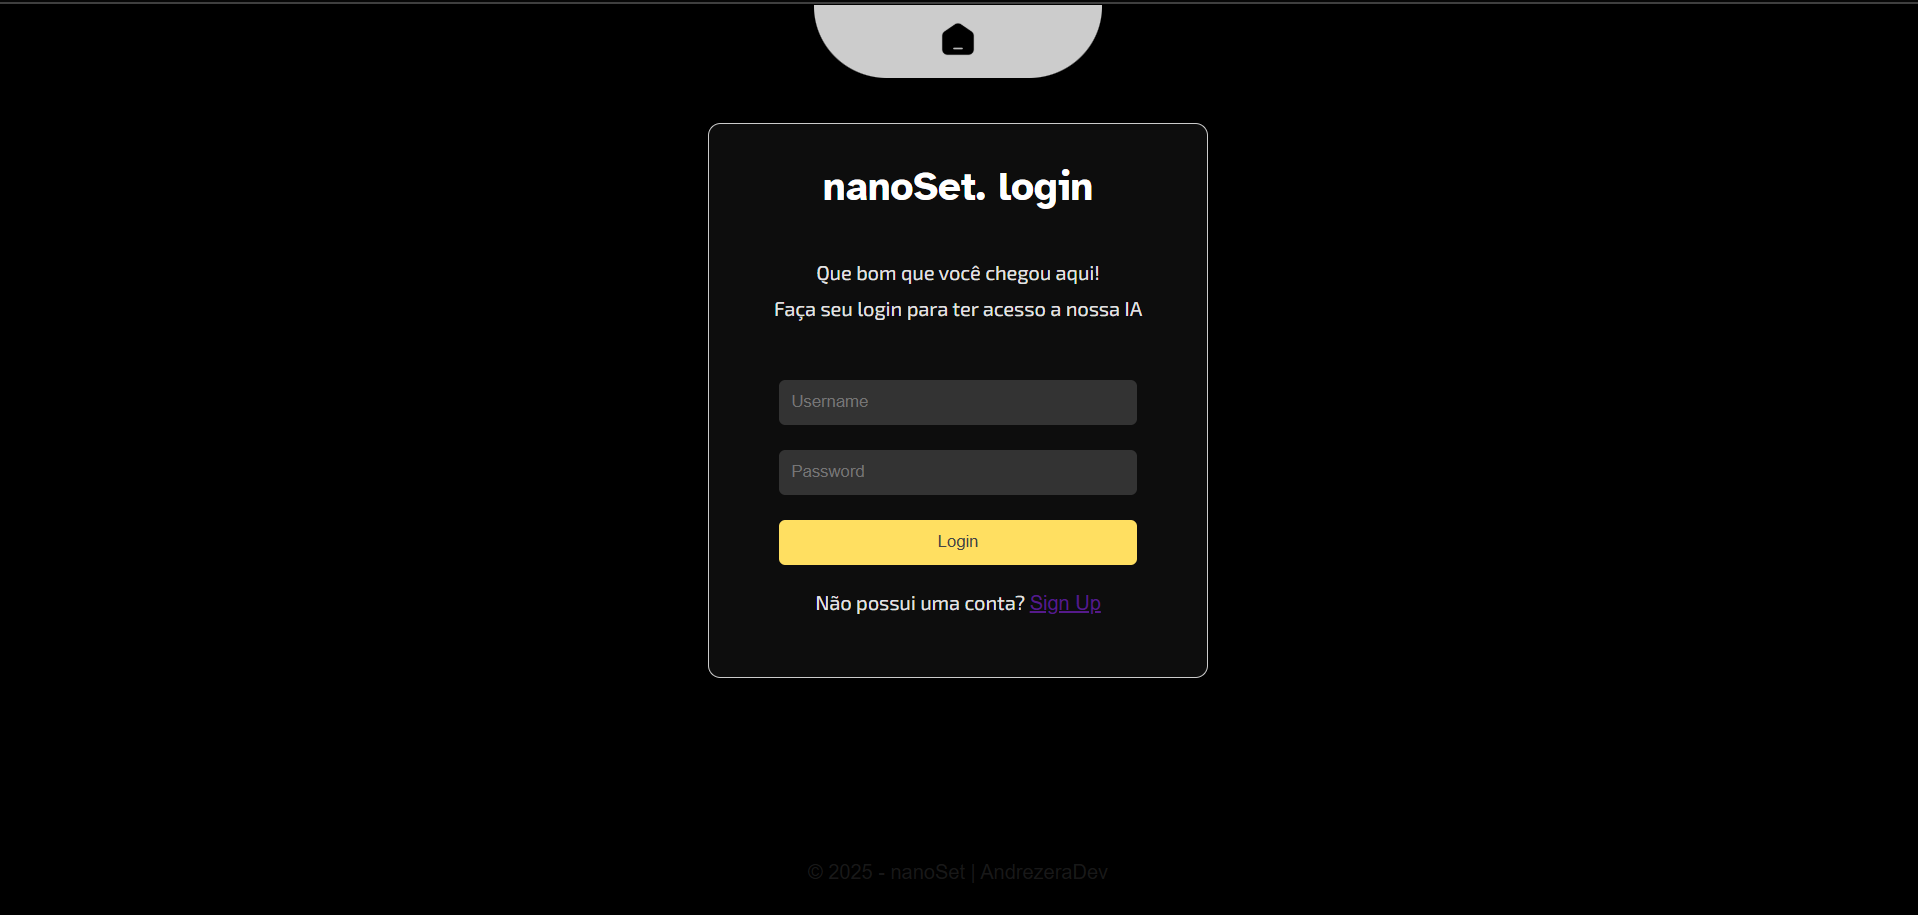 nanoSet. login
Que bom que você chegou aqui!
Faça seu login para ter acesso a nossa IA
Username
Password
Login
Não possui uma conta? Sign Up
© 2025 - nanoSet | AndrezeraDev